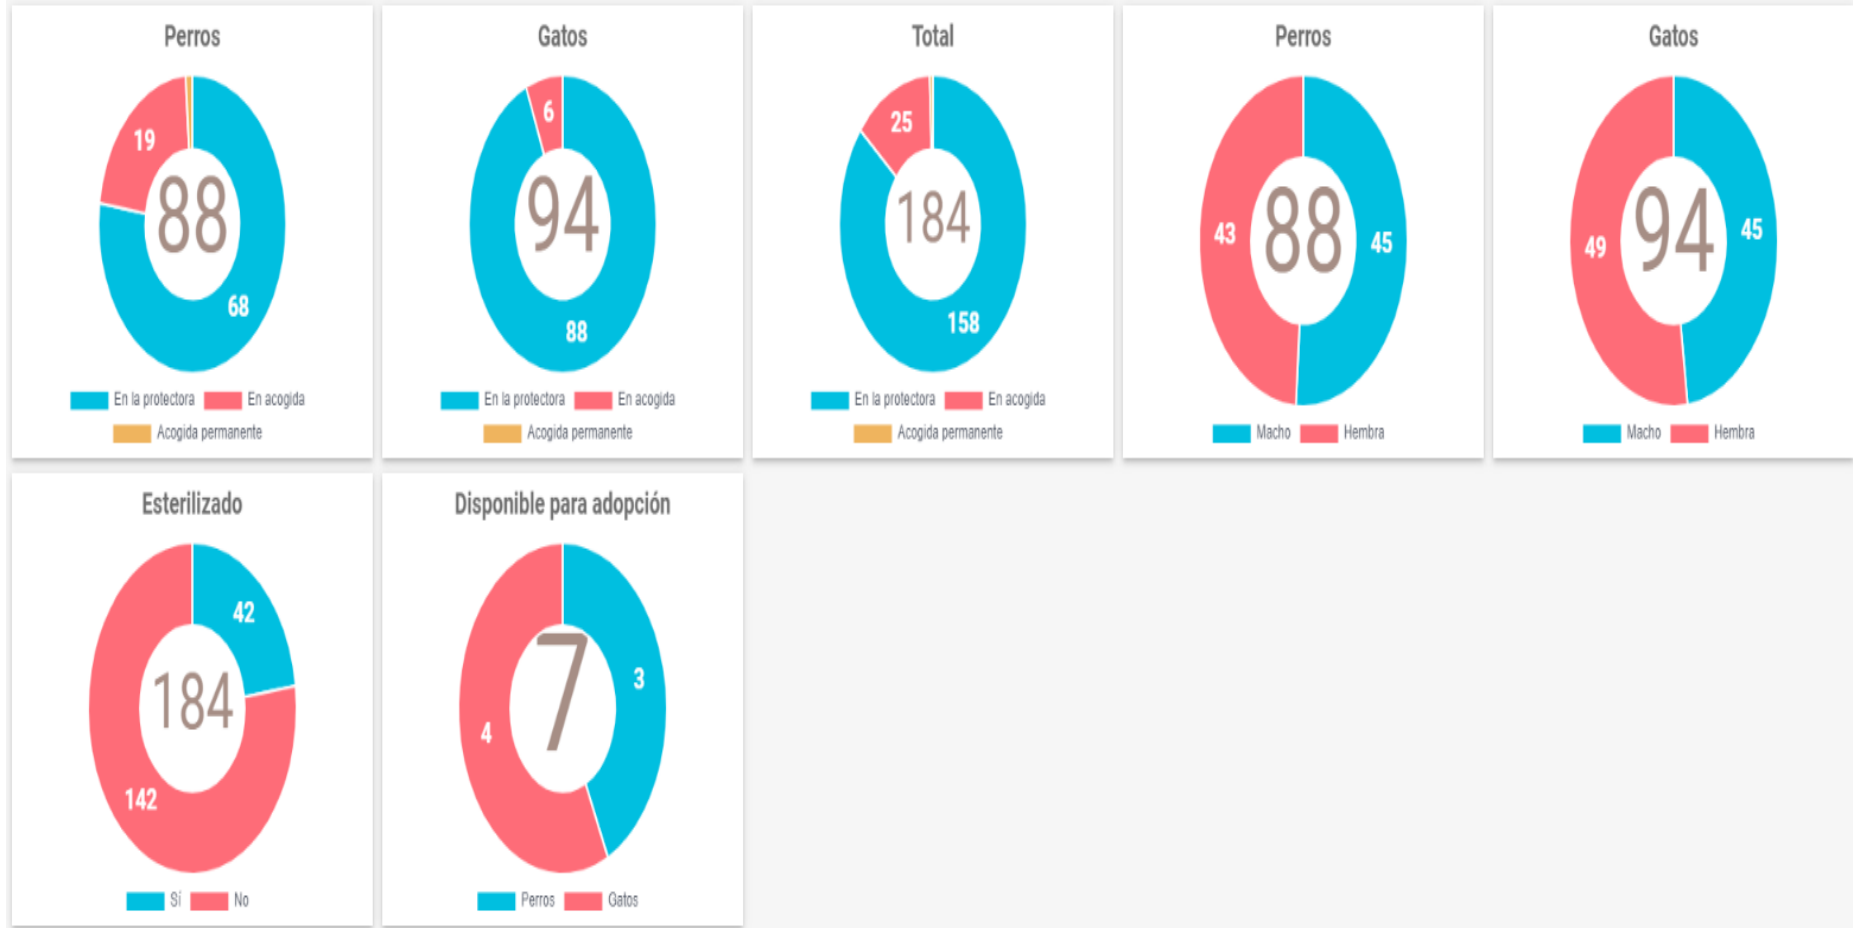 Perros
19
88
68
En la protectora En acogida
Acogida permanente
Gatos
6
94
88
En la protectora En acogida
Acogida permanente
Total
25
184
158
En la protectora En acogida
Acogida permanente
Perros
43
88
45
Macho Hembra
Gatos
49
94
45
Macho Hembra
Esterilizado
42
184
142
Sí No
Disponible para adopción
7
3
4
Perros Gatos